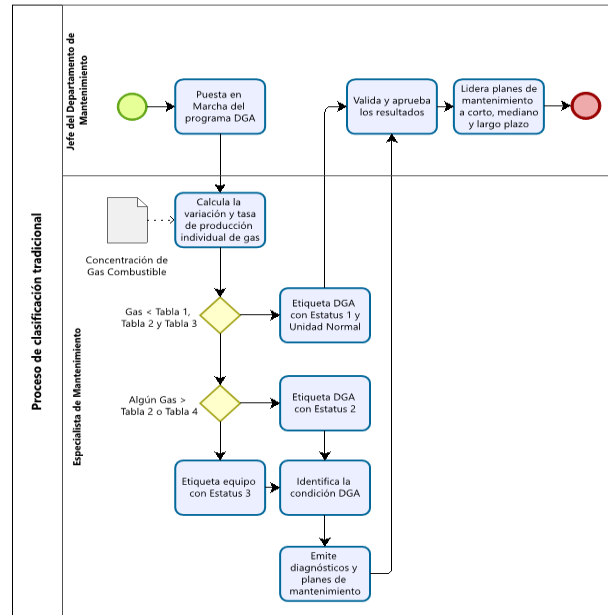 Proceso de clasificación tradicional
Jefe del Departamento de
Mantenimiento
Puesta en
Marcha del
programa DGA
Valida y aprueba
los resultados
Lidera planes de
mantenimiento
a corto, mediano
y largo plazo
Especialista de Mantenimiento
Calcula la
variación y tasa
de producción
individual de gas
Concentración de
Gas Combustible
Gas < Tabla 1,
Tabla 2 y Tabla 3
Etiqueta DGA
con Estatus 1 y
Unidad Normal
Algún Gas >
Tabla 2 o Tabla 4
Etiqueta DGA
con Estatus 2
Etiqueta equipo
con Estatus 3
Identifica la
condición DGA
Emite
diagnósticos y
planes de
mantenimiento